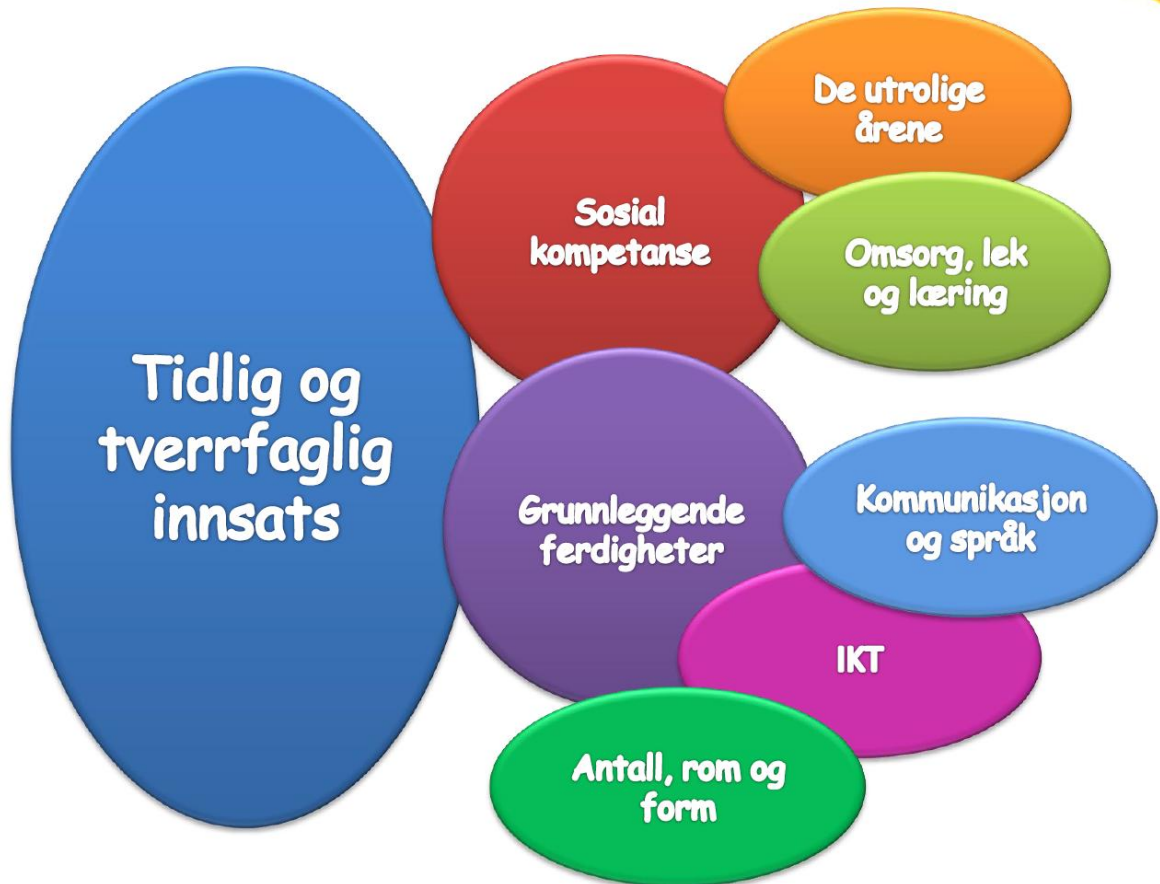 Tidlig og
tverrfaglig
innsats
Sosial
kompetanse
De utrolige
årene
Omsorg, lek
og læring
Grunnleggende
ferdigheter
Kommunikasjon
og språk
IKT
Antall, rom og
form